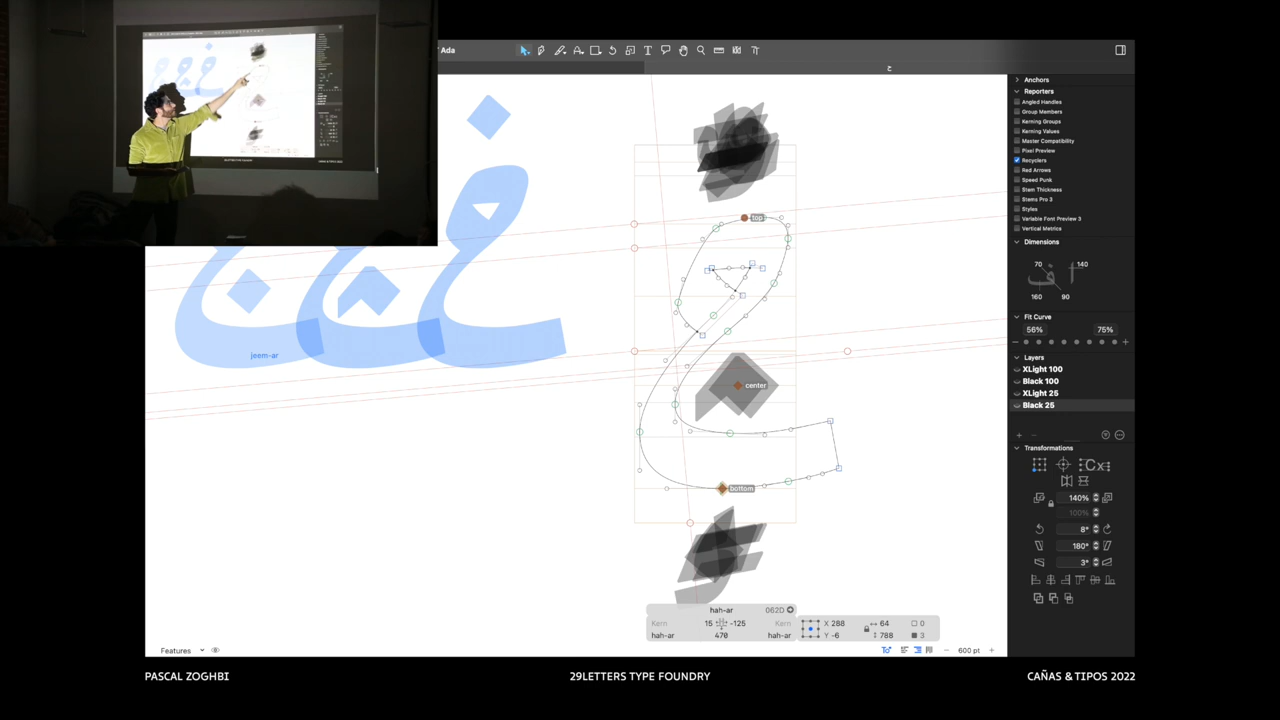 Ada
T
ح
Anchors
Reporters
Angled Handles
Group Members
Kerning Groups
Kerning Values
Master Compatibility
Pixel Preview
Recyclers
Red Arrows
Speed Punk
Stem Thickness
Stems Pro 3
Styles
Variable Font Preview 3
Vertical Metrics
Dimensions
70
140
160
90
Fit Curve
56%
75%
Layers
XLight 100
Black 100
XLight 25
Black 25
Transformations
140%
100%
8°
180°
3°
top
center
bottom
jeem-ar
hah-ar
062D
Kern
15
-125
Kern
hah-ar
470
hah-ar
X 288
Y -6
64
788
0
3
Features
600 pt
PASCAL ZOGHBI
29LETTERS TYPE FOUNDRY
CAÑAS & TIPOS 2022